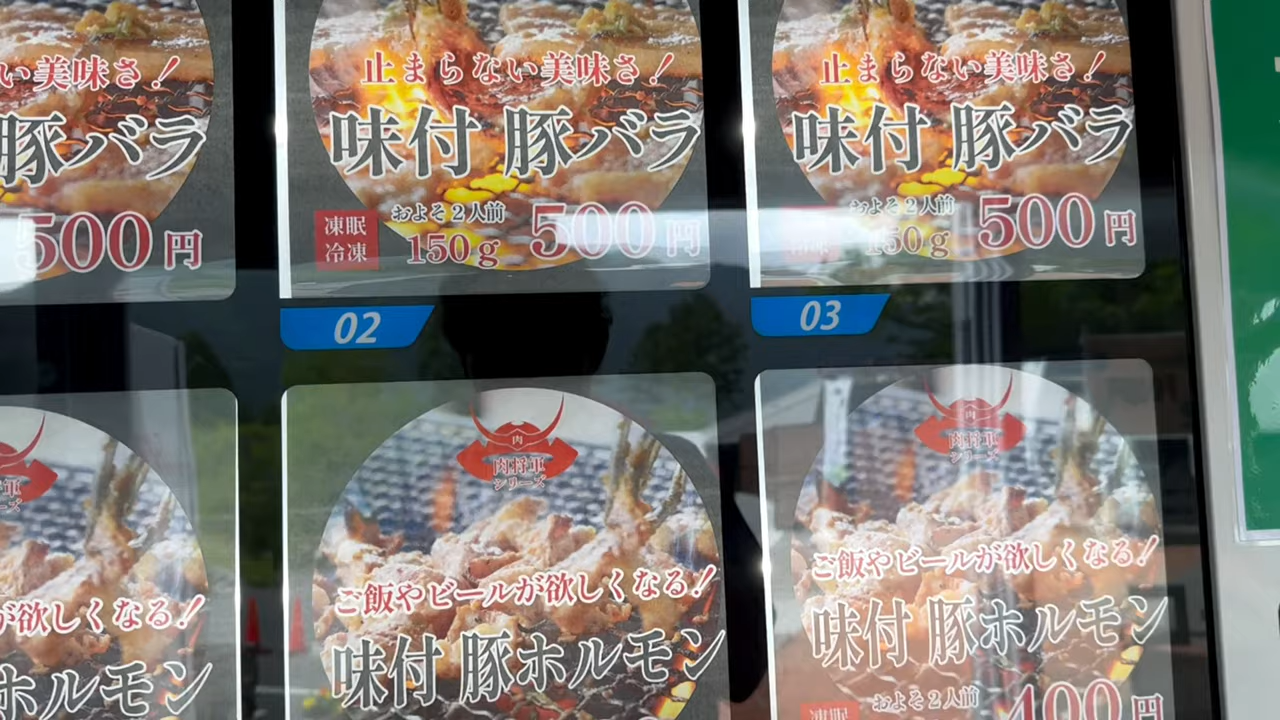 い美味さ!
豚バラ
500円
止まらない美味さ!
味付 豚バラ
凍眠
冷凍
およそ2人前
150g
500円
02
止まらない美味さ!
味付 豚バラ
およそ2人前
150g
500円
03
が欲しくなる!
ホルモン
肉
肉将軍
シリーズ
ご飯やビールが欲しくなる!
味付 豚ホルモン
肉
肉将軍
シリーズ
ご飯やビールが欲しくなる!
味付 豚ホルモン
凍眠
およそ2人前
400円